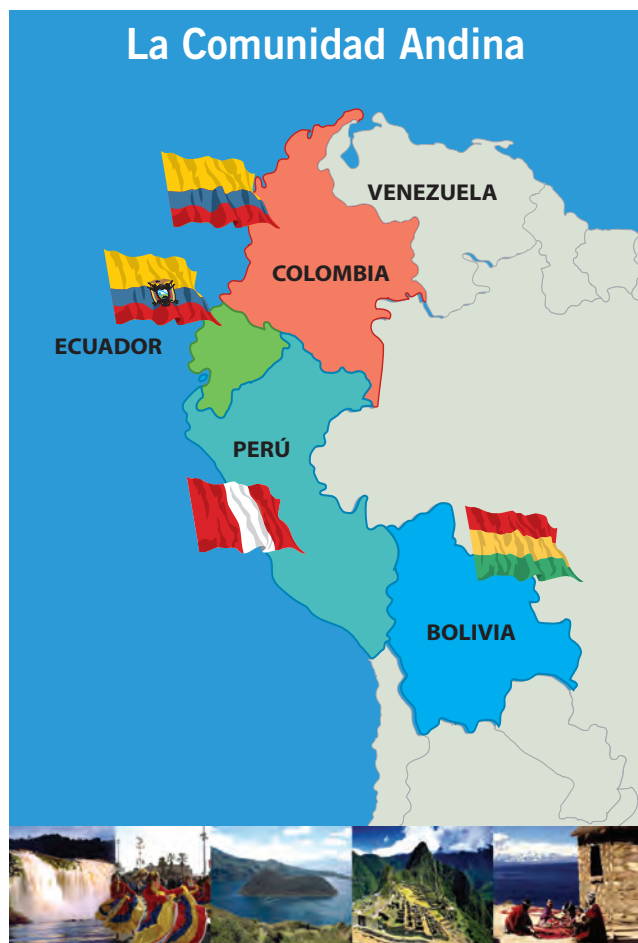 La Comunidad Andina
VENEZUELA
COLOMBIA
ECUADOR
PERÚ
BOLIVIA